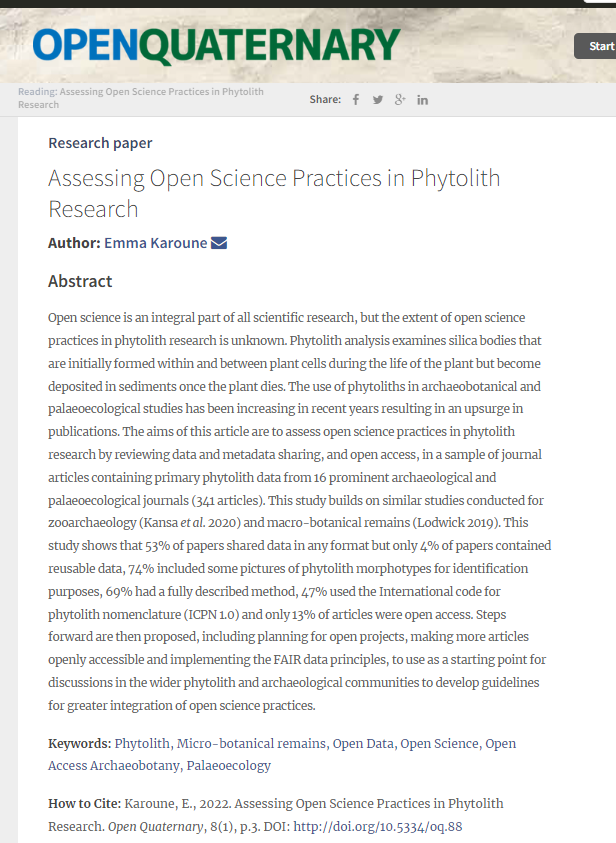 OPENQUATERNARY
Start
Reading: Assessing Open Science Practices in Phytolith
Research
Share:
Research paper
Assessing Open Science Practices in Phytolith
Research
Author: Emma Karoune
Abstract
Open science is an integral part of all scientific research, but the extent of open science
practices in phytolith research is unknown. Phytolith analysis examines silica bodies that
are initially formed within and between plant cells during the life of the plant but become
deposited in sediments once the plant dies. The use of phytoliths in archaeobotanical and
palaeoecological studies has been increasing in recent years resulting in an upsurge in
publications. The aims of this article are to assess open science practices in phytolith
research by reviewing data and metadata sharing, and open access, in a sample of journal
articles containing primary phytolith data from 16 prominent archaeological and
palaeoecological journals (341 articles). This study builds on similar studies conducted for
zooarchaeology (Kansa et al. 2020) and macro-botanical remains (Lodwick 2019). This
study shows that 53% of papers shared data in any format but only 4% of papers contained
reusable data, 74% included some pictures of phytolith morphotypes for identification
purposes, 69% had a fully described method, 47% used the International code for
phytolith nomenclature (ICPN 1.0) and only 13% of articles were open access. Steps
forward are then proposed, including planning for open projects, making more articles
openly accessible and implementing the FAIR data principles, to use as a starting point for
discussions in the wider phytolith and archaeological communities to develop guidelines
for greater integration of open science practices.
Keywords: Phytolith, Micro-botanical remains, Open Data, Open Science, Open
Access Archaeobotany, Palaeoecology
How to Cite: Karoune, E., 2022. Assessing Open Science Practices in Phytolith
Research. Open Quaternary, 8(1), p.3. DOI: http://doi.org/10.5334/oq.88